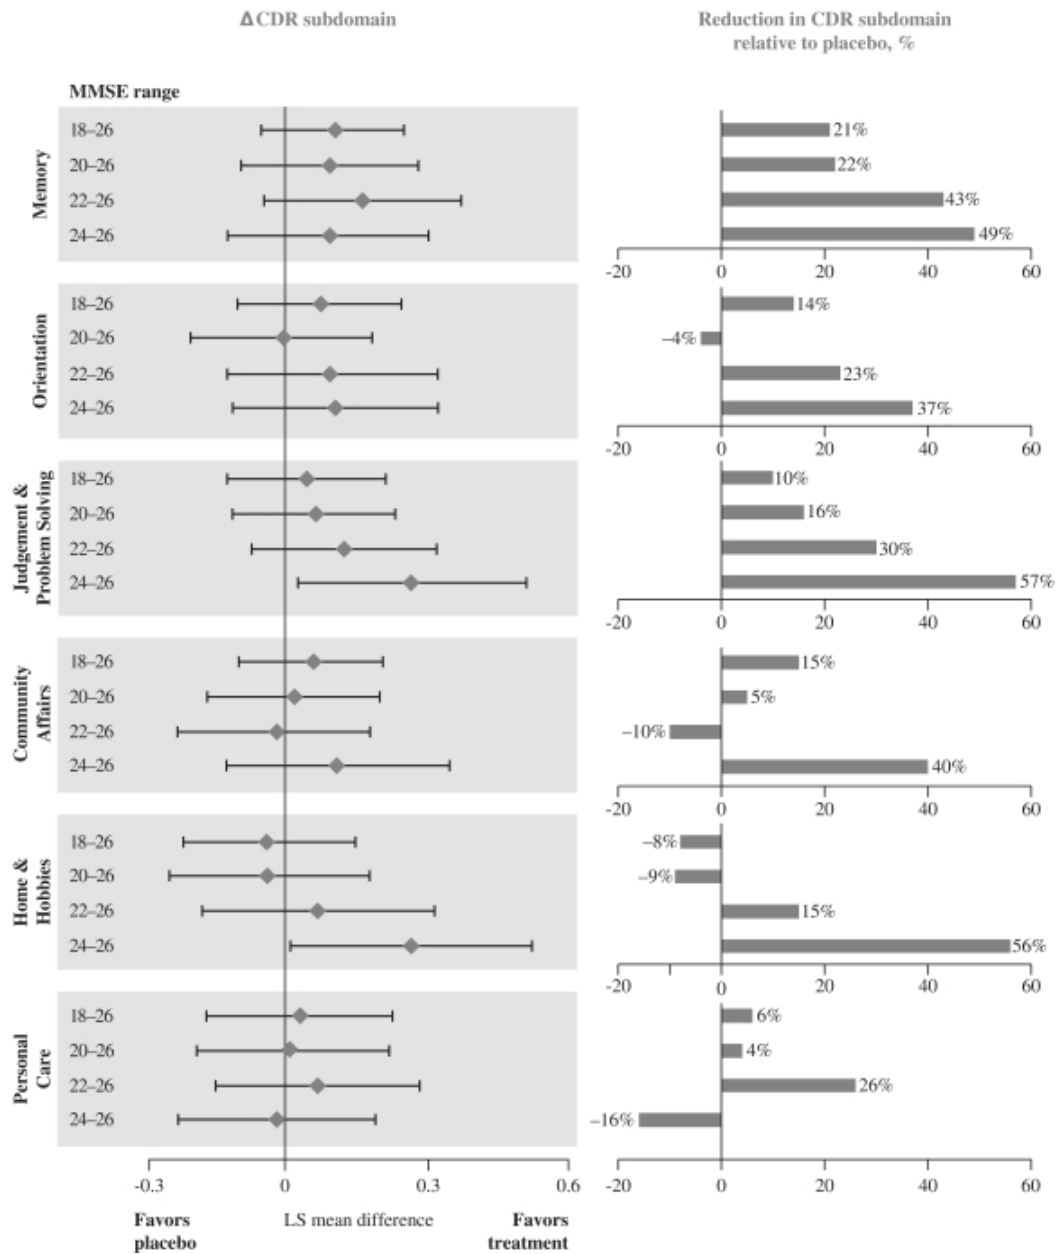 ΔCDR subdomain
Reduction in CDR subdomain
relative to placebo, %
MMSE range
Memory
18–26
21%
20–26
22%
22–26
43%
24–26
49%
-20 0 20 40 60
Orientation
18–26
14%
20–26
–4%
22–26
23%
24–26
37%
-20 0 20 40 60
Judgement &
Problem Solving
18–26
10%
20–26
16%
22–26
30%
24–26
57%
-20 0 20 40 60
Community
Affairs
18–26
15%
20–26
5%
22–26
–10%
24–26
40%
-20 0 20 40 60
Home &
Hobbies
18–26
–8%
20–26
–9%
22–26
15%
24–26
56%
-20 0 20 40 60
Personal
Care
18–26
6%
20–26
4%
22–26
26%
24–26
–16%
-0.3 0 0.3 0.6
-20 0 20 40 60
Favors
placebo
LS mean difference
Favors
treatment